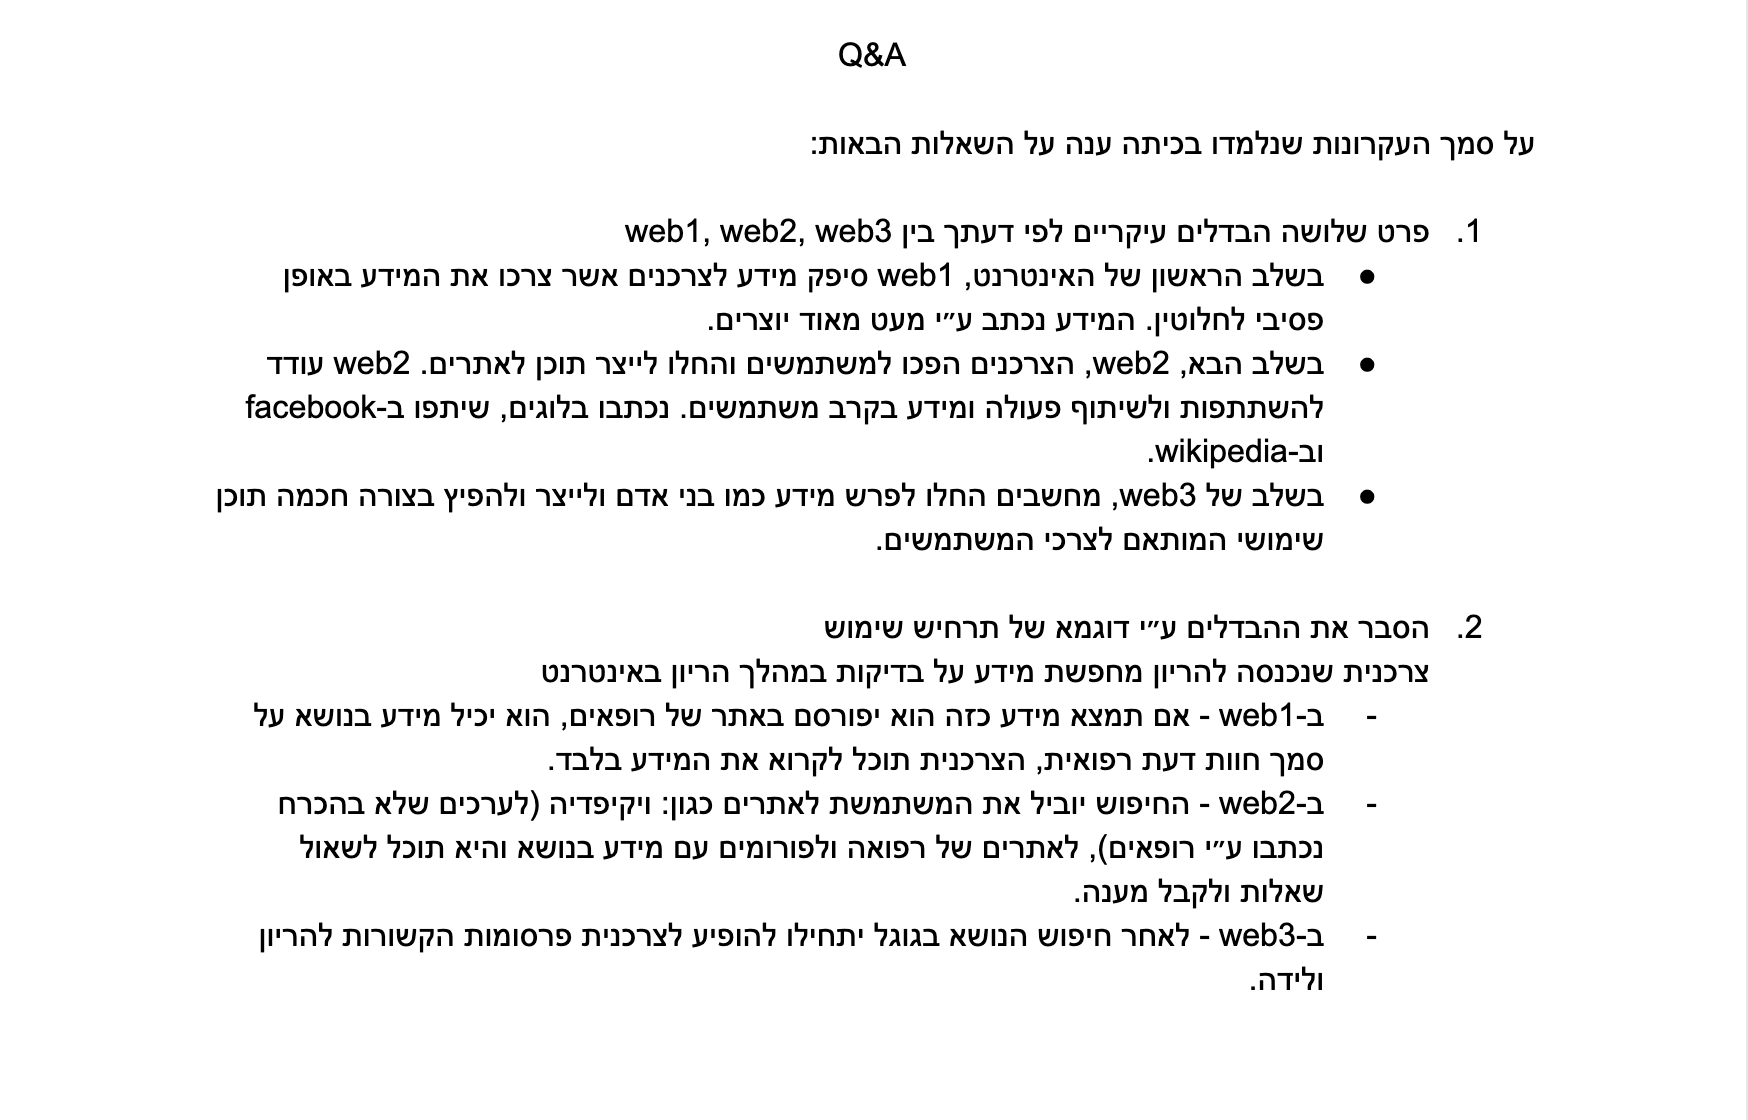 Q&A
על סמך העקרונות שנלמדו בכיתה ענה על השאלות הבאות:
1. פרט שלושה הבדלים עיקריים לפי דעתך בין web1, web2, web3
● בשלב הראשון של האינטרנט, web1 סיפק מידע לצרכנים אשר צרכו את המידע באופן
פסיבי לחלוטין. המידע נכתב ע״י מעט מאוד יוצרים.
● בשלב הבא, web2, הצרכנים הפכו למשתמשים והחלו לייצר תוכן לאתרים. web2 עודד
להשתתפות ולשיתוף פעולה ומידע בקרב משתמשים. נכתבו בלוגים, שיתפו ב-facebook
וב-wikipedia.
● בשלב של web3, מחשבים החלו לפרש מידע כמו בני אדם ולייצר ולהפיץ בצורה חכמה תוכן
שימושי המותאם לצרכי המשתמשים.
2. הסבר את ההבדלים ע״י דוגמא של תרחיש שימוש
צרכנית שנכנסה להריון מחפשת מידע על בדיקות במהלך הריון באינטרנט
- ב-web1 - אם תמצא מידע כזה הוא יפורסם באתר של רופאים, הוא יכיל מידע בנושא על
סמך חוות דעת רפואית, הצרכנית תוכל לקרוא את המידע בלבד.
- ב-web2 - החיפוש יוביל את המשתמשת לאתרים כגון: ויקיפדיה (לערכים שלא בהכרח
נכתבו ע״י רופאים), לאתרים של רפואה ולפורומים עם מידע בנושא והיא תוכל לשאול
שאלות ולקבל מענה.
- ב-web3 - לאחר חיפוש הנושא בגוגל יתחילו להופיע לצרכנית פרסומות הקשורות להריון
ולידה.